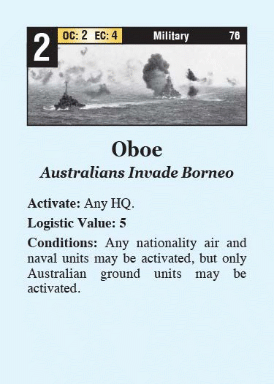 2 OC: 2 EC: 4 Military 76
Oboe
Australians Invade Borneo
Activate: Any HQ.
Logistic Value: 5
Conditions: Any nationality air and
naval units may be activated, but only
Australian ground units may be
activated.